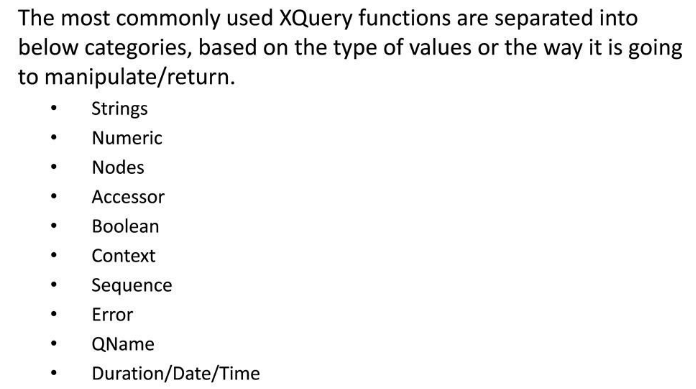 The most commonly used XQuery functions are separated into
below categories, based on the type of values or the way it is going
to manipulate/return.
• Strings
• Numeric
• Nodes
• Accessor
• Boolean
• Context
• Sequence
• Error
• QName
• Duration/Date/Time